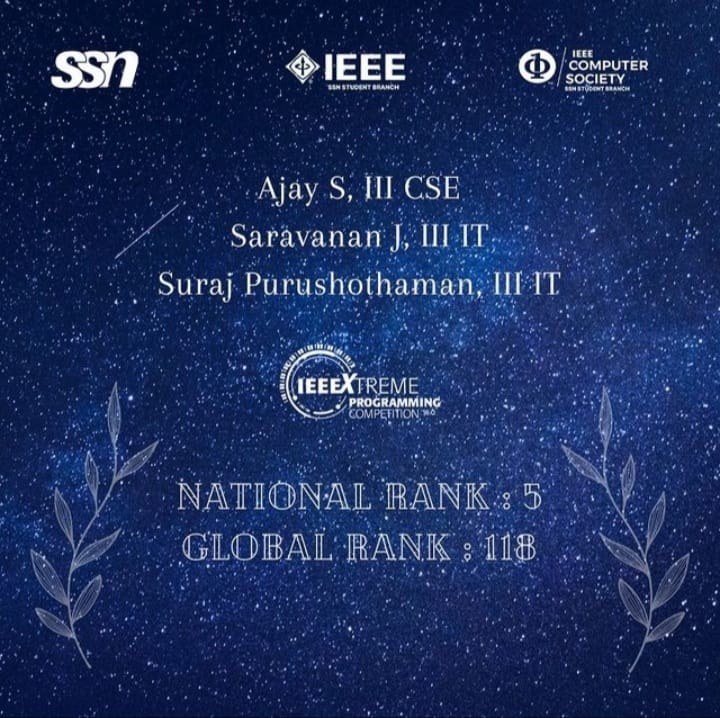 ssn
IEEE
SSN STUDENT BRANCH
IEEE
COMPUTER
SOCIETY
SSN STUDENT BRANCH
Ajay S, III CSE
Saravanan J, III IT
Suraj Purushothaman, III IT
IEEEXTREME
PROGRAMMING
COMPETITION
NATIONAL RANK : 5
GLOBAL RANK : 118